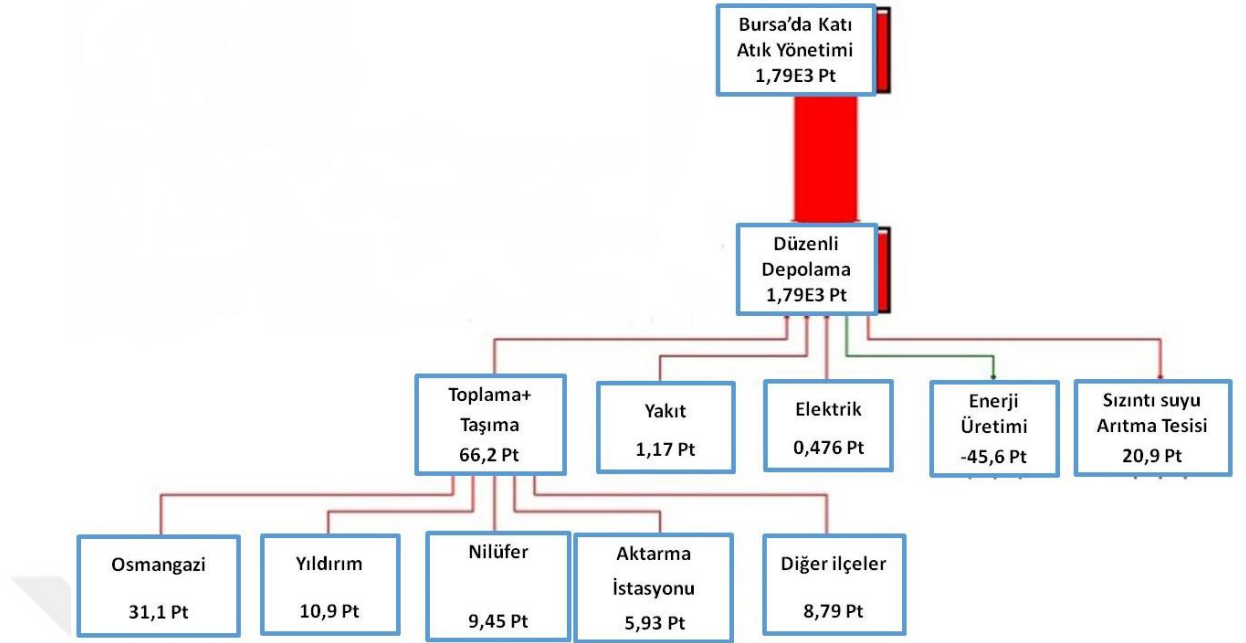 Bursa'da Katı
Atık Yönetimi
1,79E3 Pt
Düzenli
Depolama
1,79E3 Pt
Toplama+
Taşıma
66,2 Pt
Yakıt
1,17 Pt
Elektrik
0,476 Pt
Enerji
Üretimi
-45,6 Pt
Sızıntı suyu
Arıtma Tesisi
20,9 Pt
Osmangazi
31,1 Pt
Yıldırım
10,9 Pt
Nilüfer
9,45 Pt
Aktarma
İstasyonu
5,93 Pt
Diğer ilçeler
8,79 Pt